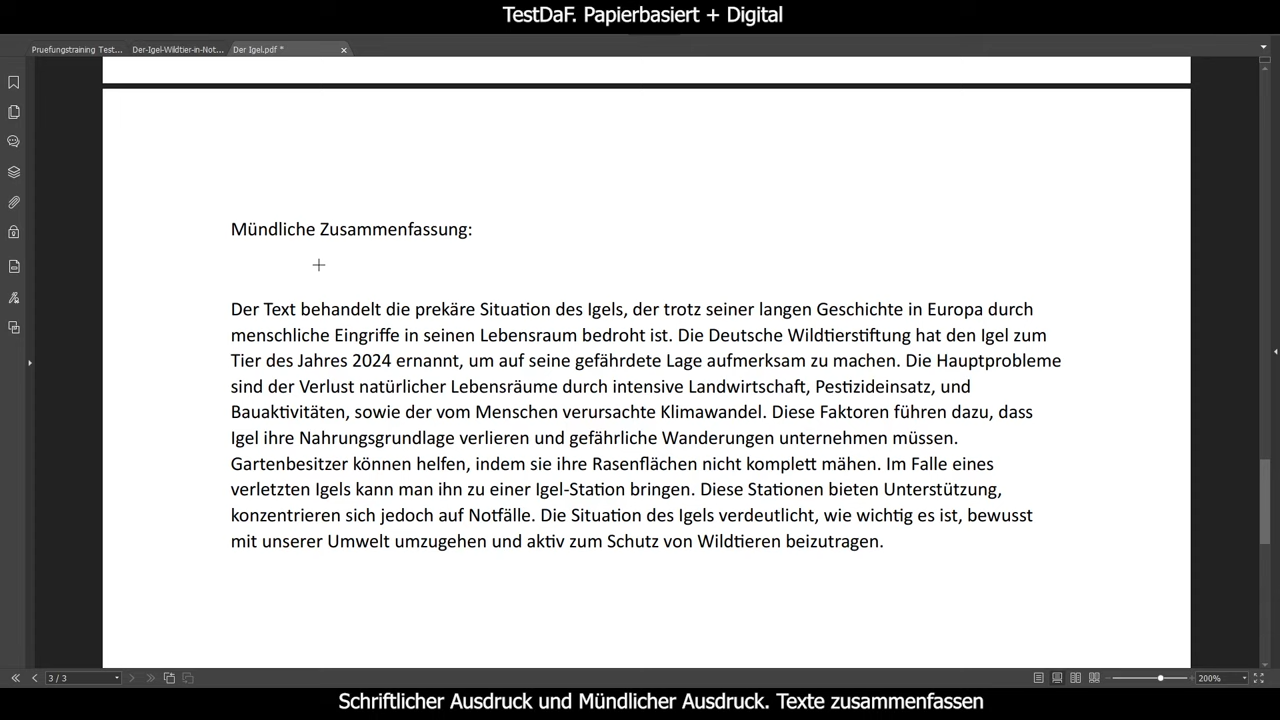 TestDaF. Papierbasiert + Digital
Pruefungstraining Test... Der-Igel-Wildtier-in-Not... Der Igel.pdf *
Mündliche Zusammenfassung:
Der Text behandelt die prekäre Situation des Igels, der trotz seiner langen Geschichte in Europa durch
menschliche Eingriffe in seinen Lebensraum bedroht ist. Die Deutsche Wildtierstiftung hat den Igel zum
Tier des Jahres 2024 ernannt, um auf seine gefährdete Lage aufmerksam zu machen. Die Hauptprobleme
sind der Verlust natürlicher Lebensräume durch intensive Landwirtschaft, Pestizideinsatz, und
Bauaktivitäten, sowie der vom Menschen verursachte Klimawandel. Diese Faktoren führen dazu, dass
Igel ihre Nahrungsgrundlage verlieren und gefährliche Wanderungen unternehmen müssen.
Gartenbesitzer können helfen, indem sie ihre Rasenflächen nicht komplett mähen. Im Falle eines
verletzten Igels kann man ihn zu einer Igel-Station bringen. Diese Stationen bieten Unterstützung,
konzentrieren sich jedoch auf Notfälle. Die Situation des Igels verdeutlicht, wie wichtig es ist, bewusst
mit unserer Umwelt umzugehen und aktiv zum Schutz von Wildtieren beizutragen.
3 / 3 200%
Schriftlicher Ausdruck und Mündlicher Ausdruck. Texte zusammenfassen